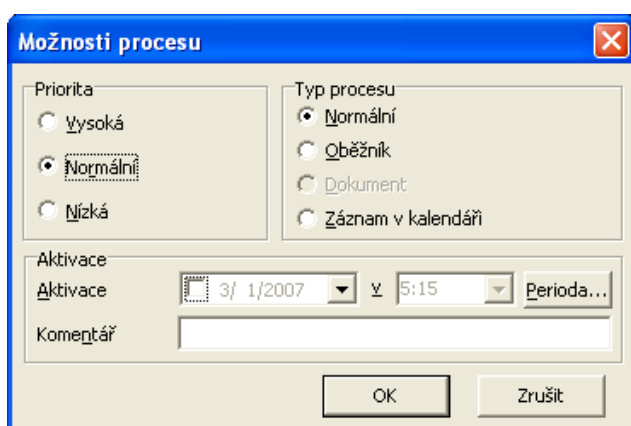 Možnosti procesu
Priorita
Vysoká
Normální
Nízká
Typ procesu
Normální
Oběžník
Dokument
Záznam v kalendáři
Aktivace
Aktivace 3/ 1/2007 v 5:15 Perioda...
Komentář
OK Zrušit